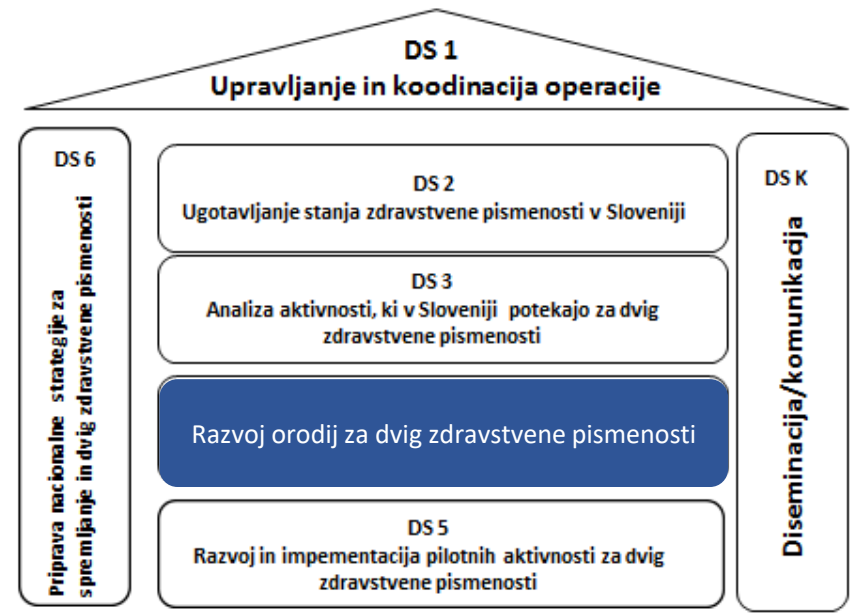 DS 1
Upravljanje in koodinacija operacije
DS 6
Priprava nacionalne strategije za
spremljanje in dvig zdravstvene pismenosti
DS 2
Ugotavljanje stanja zdravstvene pismenosti v Sloveniji
DS 3
Analiza aktivnosti, ki v Sloveniji potekajo za dvig
zdravstvene pismenosti
Razvoj orodij za dvig zdravstvene pismenosti
DS 5
Razvoj in impementacija pilotnih aktivnosti za dvig
zdravstvene pismenosti
DS K
Diseminacija/komunikacija